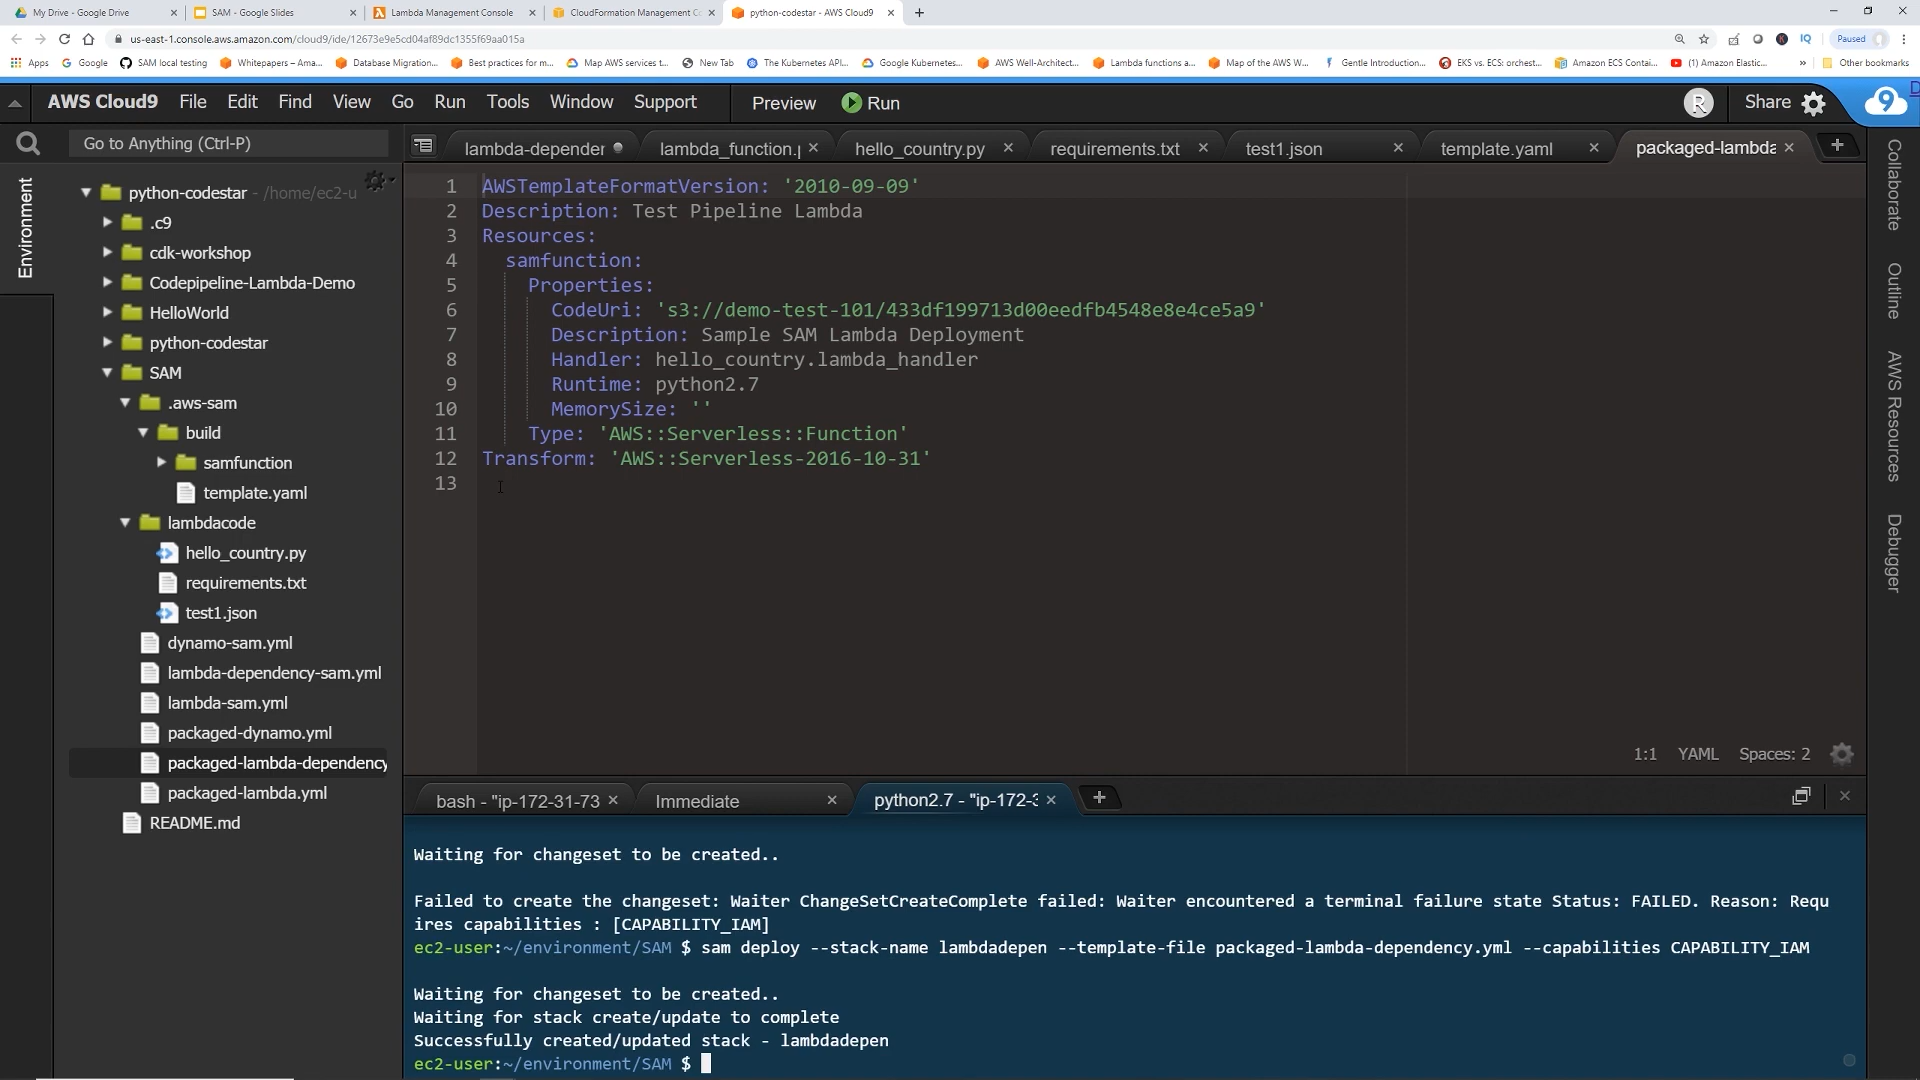 My Drive - Google Drive
SAM - Google Slides
Lambda Management Console
CloudFormation Management Co
python-codestar - AWS Cloud9
us-east-1.console.aws.amazon.com/cloud9/ide/12673e9e5cd04af89dc1355f69aa015a
Paused
Apps
Google
SAM local testing
Whitepapers – Ama...
Database Migration...
Best practices for m...
Map AWS services t...
New Tab
The Kubernetes API...
Google Kubernetes...
AWS Well-Architect...
Lambda functions a...
Map of the AWS W...
Gentle Introduction...
EKS vs. ECS: orchest...
Amazon ECS Contai...
(1) Amazon Elastic...
Other bookmarks
AWS Cloud9 File Edit Find View Go Run Tools Window Support Preview Run
R Share 9
Go to Anything (Ctrl-P)
lambda-depender
lambda_function.p
hello_country.py
requirements.txt
test1.json
template.yaml
packaged-lambda
Environment
python-codestar - /home/ec2-u
.c9
cdk-workshop
Codepipeline-Lambda-Demo
HelloWorld
python-codestar
SAM
.aws-sam
build
samfunction
template.yaml
lambdacode
hello_country.py
requirements.txt
test1.json
dynamo-sam.yml
lambda-dependency-sam.yml
lambda-sam.yml
packaged-dynamo.yml
packaged-lambda-dependency
packaged-lambda.yml
README.md
1 AWSTemplateFormatVersion: '2010-09-09'
2 Description: Test Pipeline Lambda
3 Resources:
4 samfunction:
5 Properties:
6 CodeUri: 's3://demo-test-101/433df199713d00eedfb4548e8e4ce5a9'
7 Description: Sample SAM Lambda Deployment
8 Handler: hello_country.lambda_handler
9 Runtime: python2.7
10 MemorySize: ''
11 Type: 'AWS::Serverless::Function'
12 Transform: 'AWS::Serverless-2016-10-31'
13
1:1 YAML Spaces: 2
Collaborate
Outline
AWS Resources
Debugger
bash - "ip-172-31-73
Immediate
python2.7 - "ip-172-3
Waiting for changeset to be created..
Failed to create the changeset: Waiter ChangeSetCreateComplete failed: Waiter encountered a terminal failure state Status: FAILED. Reason: Requ
ires capabilities : [CAPABILITY_IAM]
ec2-user:~/environment/SAM $ sam deploy --stack-name lambdadepen --template-file packaged-lambda-dependency.yml --capabilities CAPABILITY_IAM
Waiting for changeset to be created..
Waiting for stack create/update to complete
Successfully created/updated stack - lambdadepen
ec2-user:~/environment/SAM $